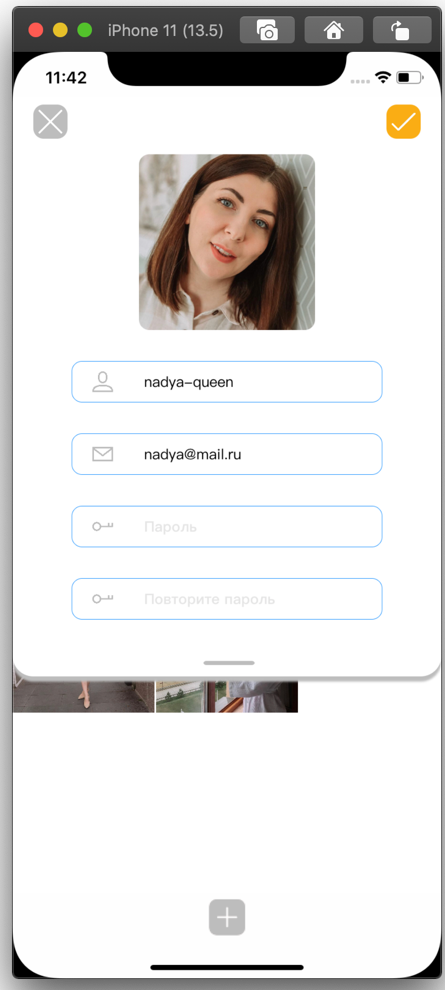 iPhone 11 (13.5)
11:42
nadya-queen
nadya@mail.ru
Пароль
Повторите пароль